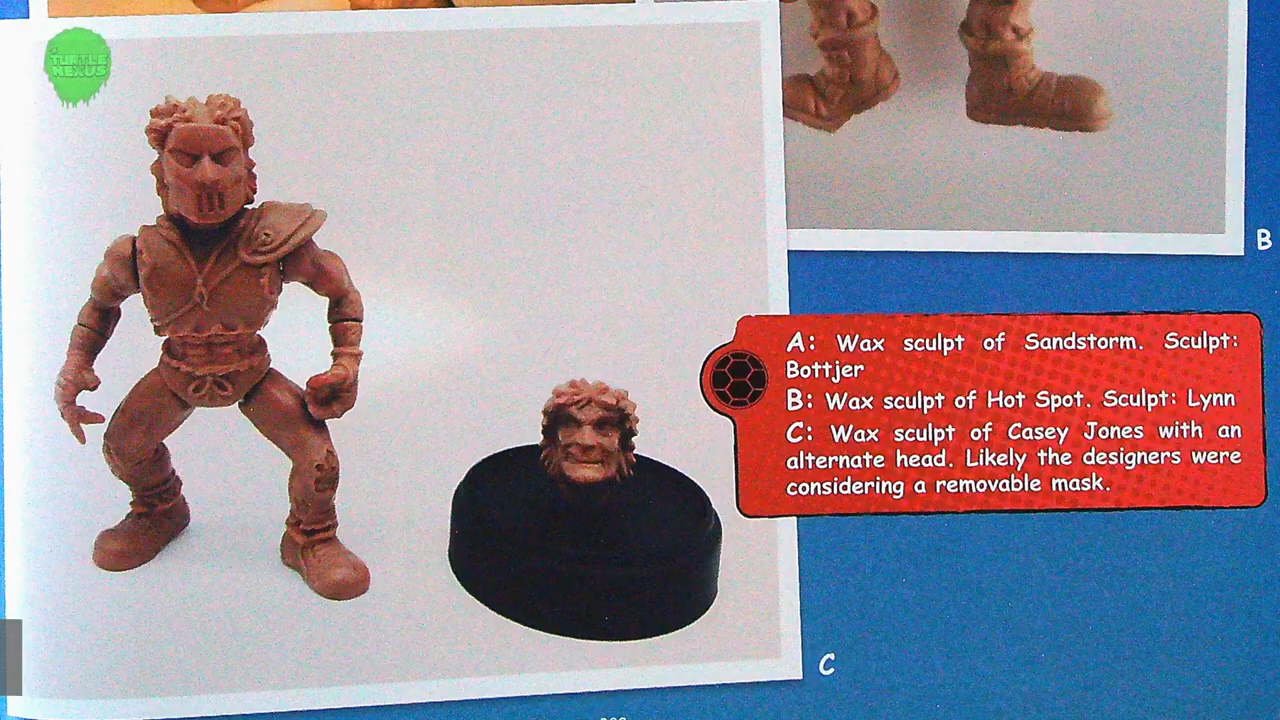 TURTLE
NEXUS
B
A: Wax sculpt of Sandstorm. Sculpt:
Bottjer
B: Wax sculpt of Hot Spot. Sculpt: Lynn
C: Wax sculpt of Casey Jones with an
alternate head. Likely the designers were
considering a removable mask.
C